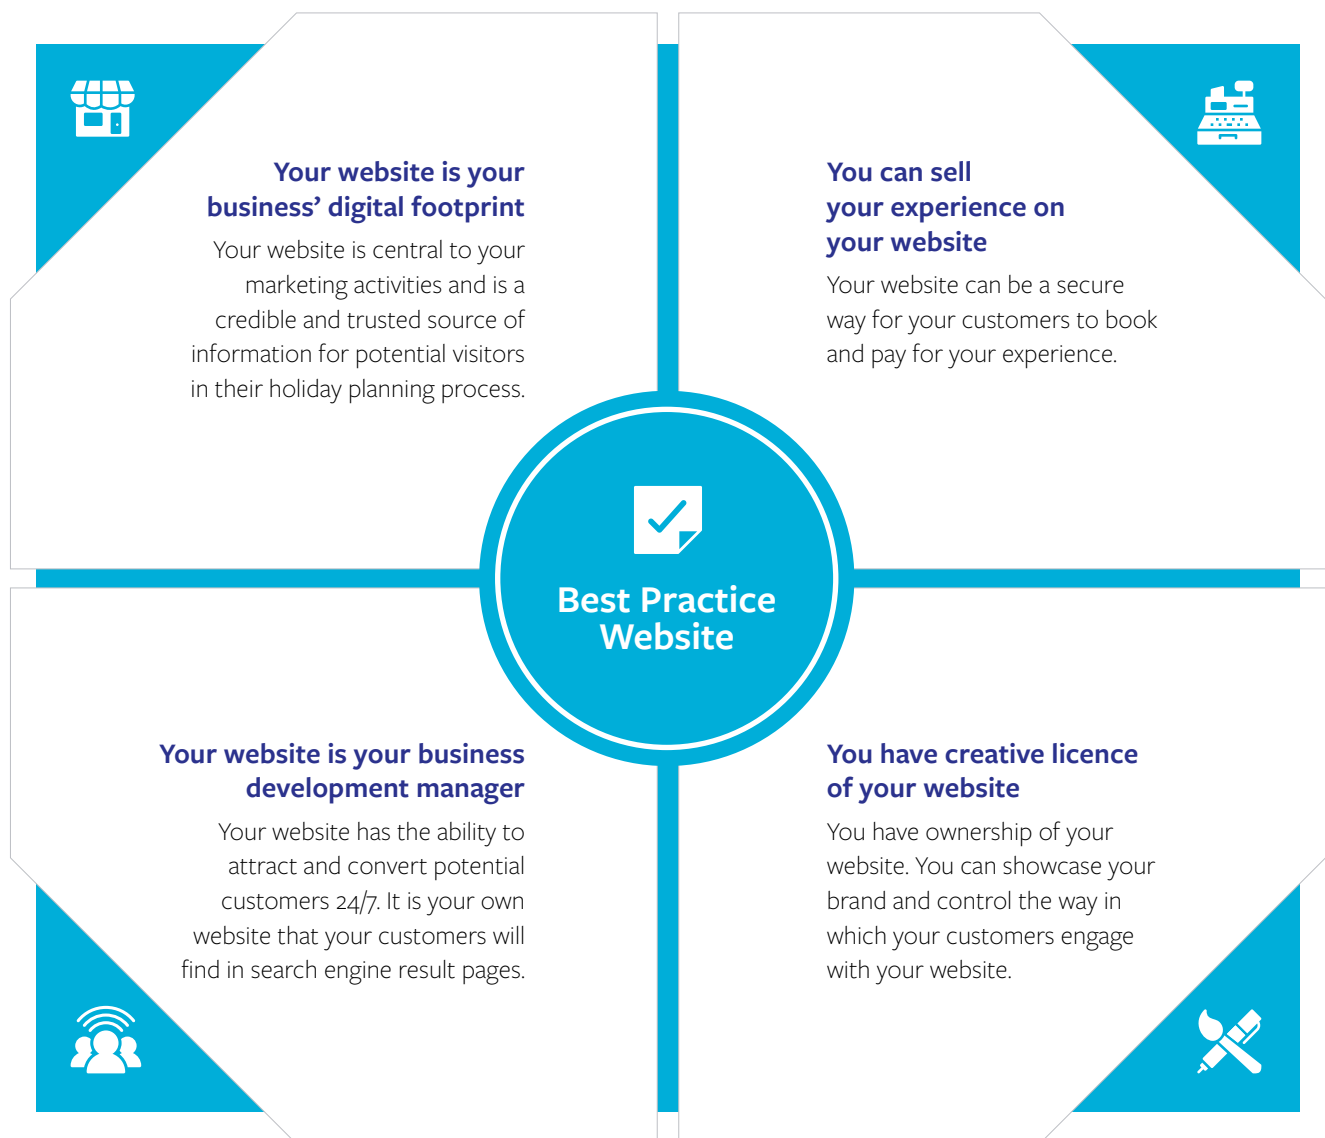 Your website is your
business’ digital footprint
Your website is central to your
marketing activities and is a
credible and trusted source of
information for potential visitors
in their holiday planning process.
You can sell
your experience on
your website
Your website can be a secure
way for your customers to book
and pay for your experience.
Best Practice
Website
Your website is your business
development manager
Your website has the ability to
attract and convert potential
customers 24/7. It is your own
website that your customers will
find in search engine result pages.
You have creative licence
of your website
You have ownership of your
website. You can showcase your
brand and control the way in
which your customers engage
with your website.